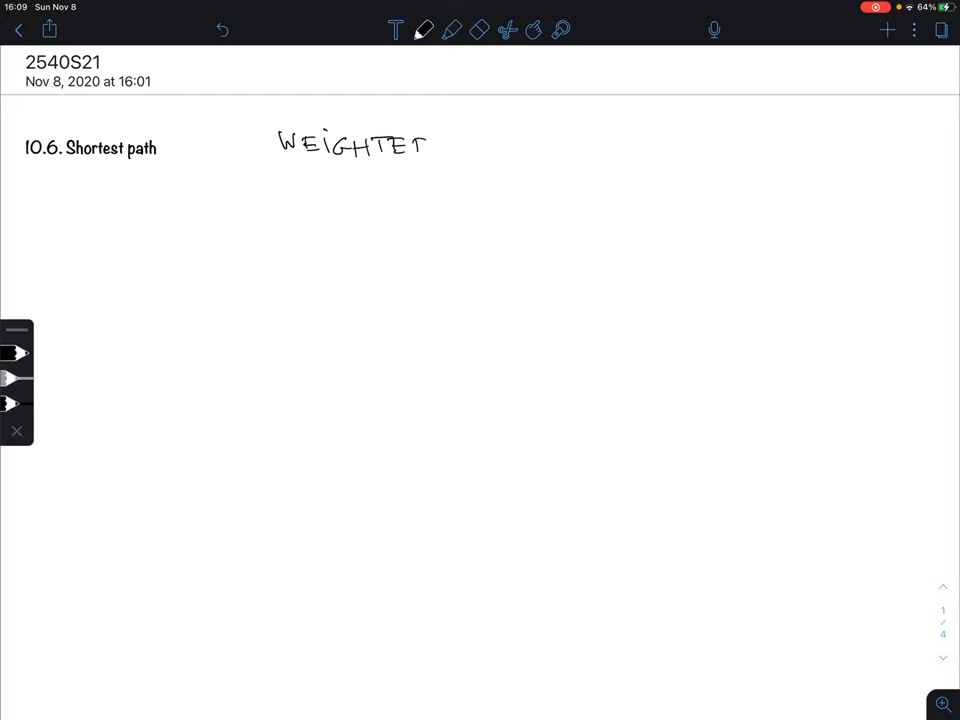 16:09 Sun Nov 8 64%
T
2540S21
Nov 8, 2020 at 16:01
10.6. Shortest path WEiGHTET
1
/
4